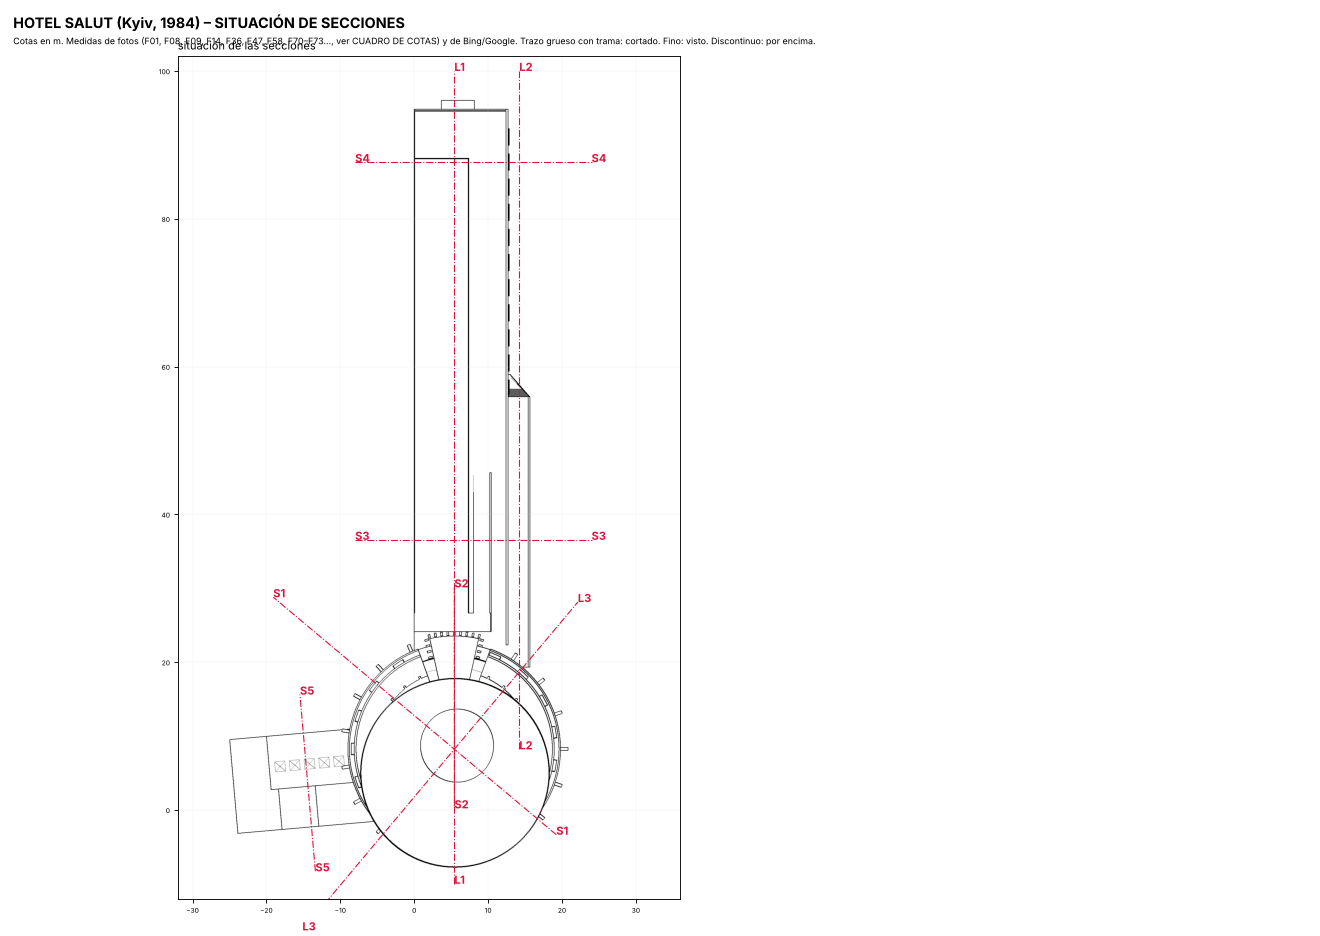 HOTEL SALUT (Kyiv, 1984) – SITUACIÓN DE SECCIONES
Cotas en m. Medidas de fotos (F01, F08, F09, F14, F36, F47, F58, F70–F73..., ver CUADRO DE COTAS) y de Bing/Google. Trazo grueso con trama: cortado. Fino: visto. Discontinuo: por encima.
situación de las secciones
L1 L2
100
S4 S4
80
60
40
S3 S3
S2
S1 L3
20
S5
L2
S2
0
S1
S5
L1
−30 −20 −10 0 10 20 30
L3